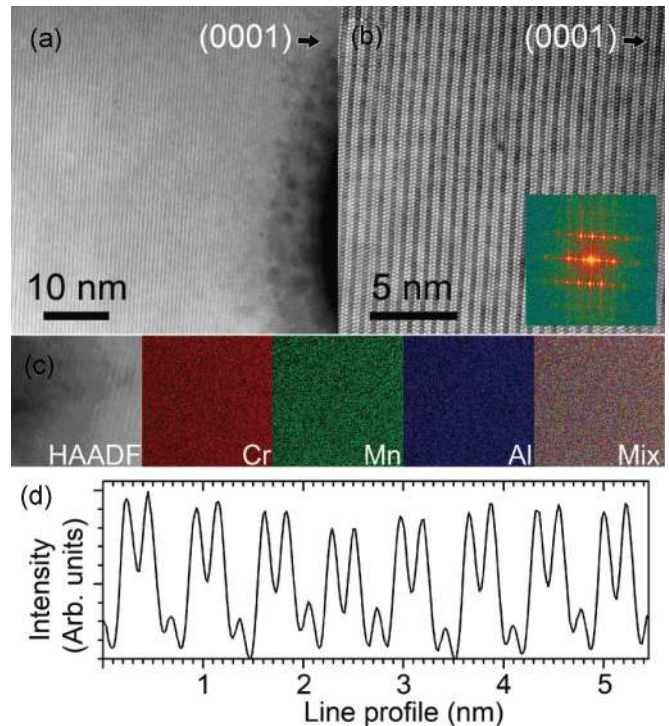 (a) (0001)
(b) (0001)
10 nm
5 nm
(c)
HAADF Cr Mn Al Mix
(d)
Intensity
(Arb. units)
1 2 3 4 5
Line profile (nm)